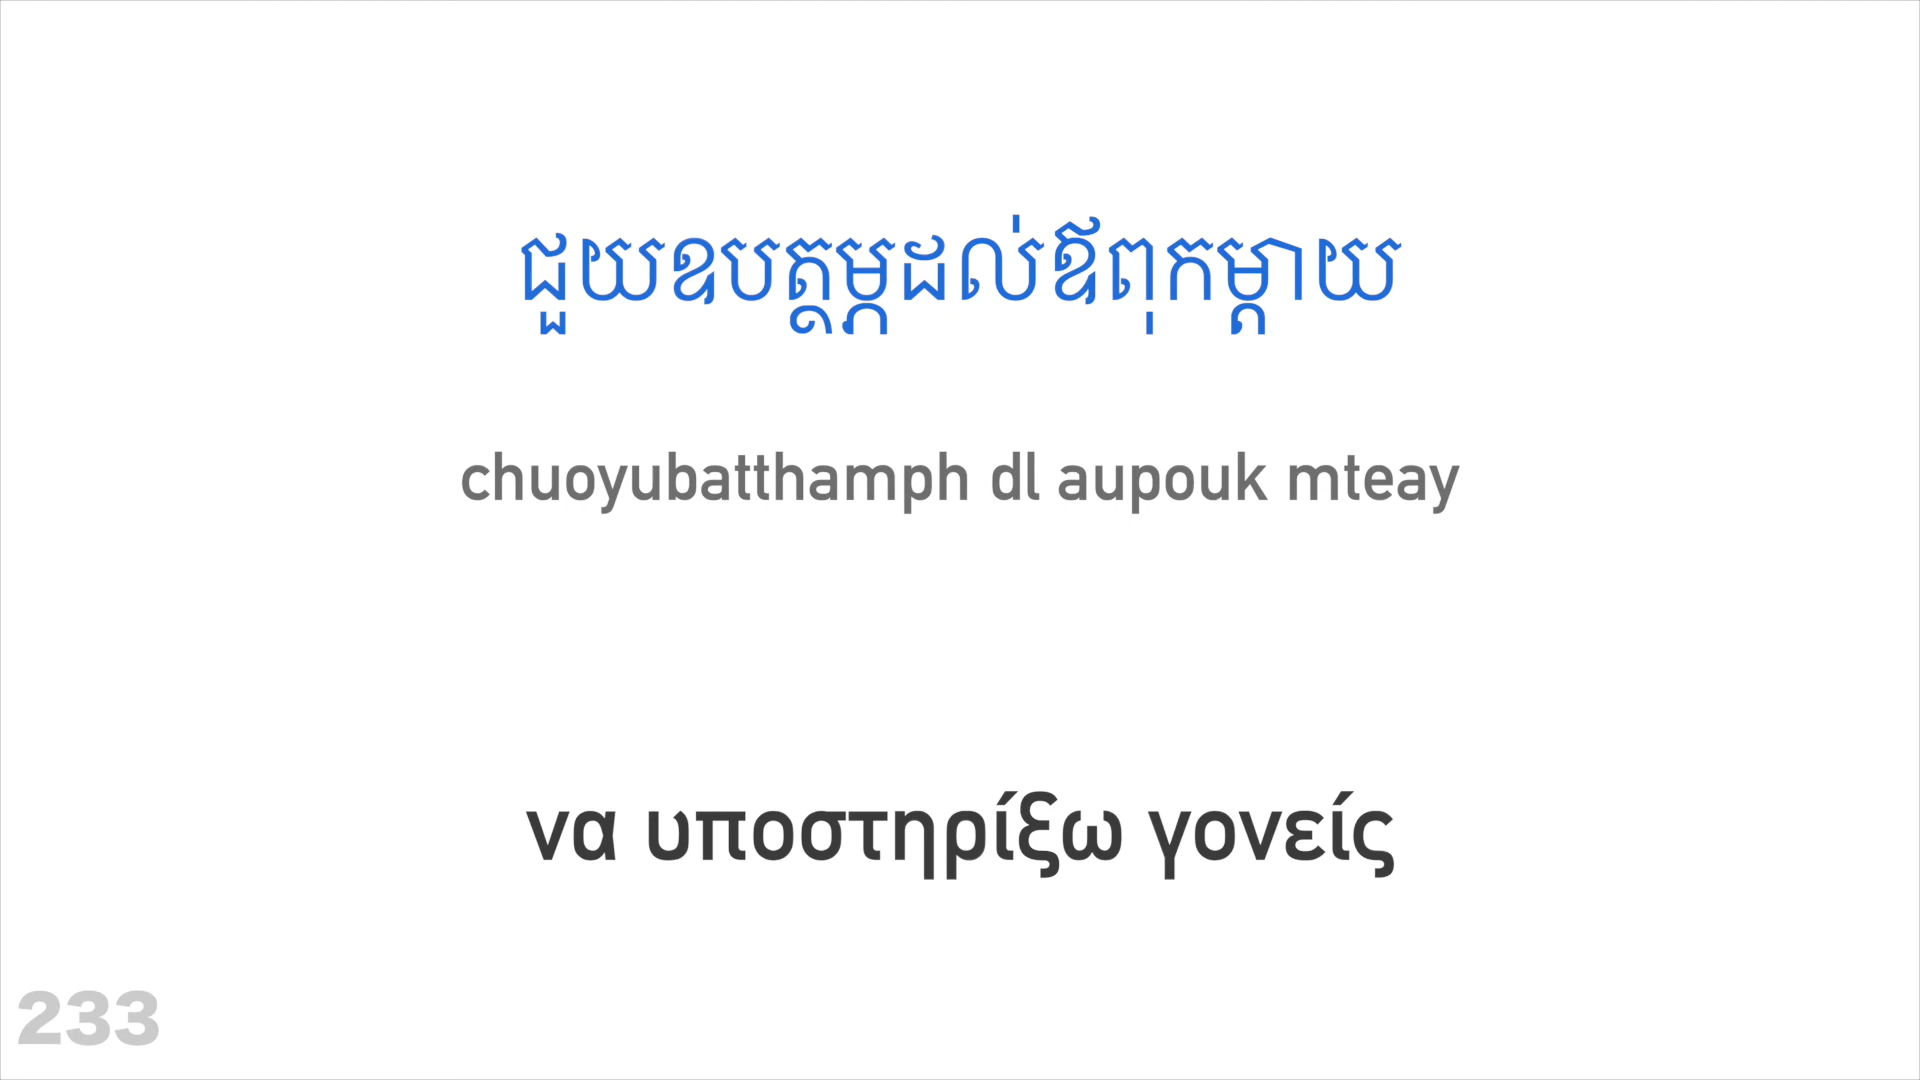 ជួយឧបត្ថម្ភដល់ឪពុកម្តាយ
chuoyubatthamph dl aupouk mteay
να υποστηρίξω γονείς
233